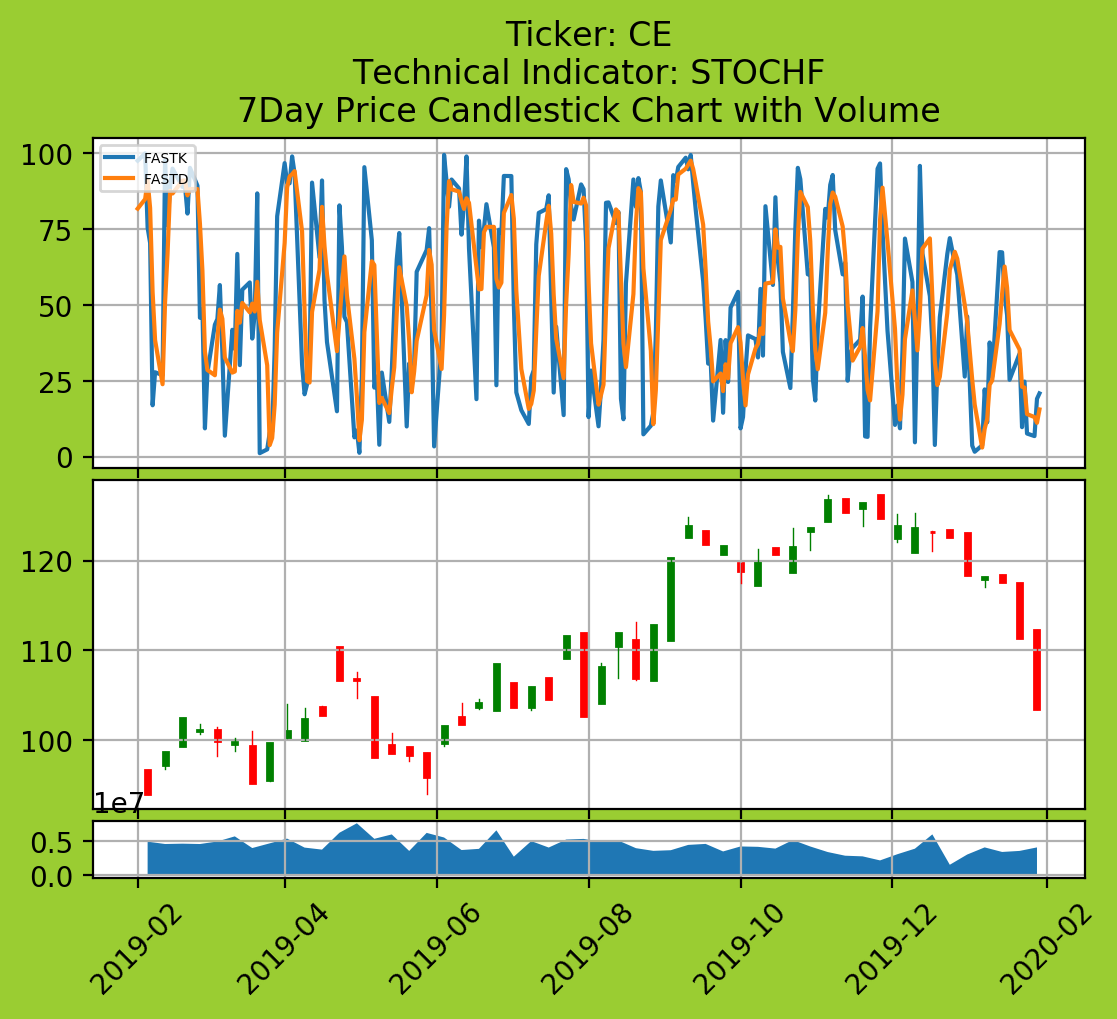 Ticker: CE
Technical Indicator: STOCHF
7Day Price Candlestick Chart with Volume
100
FASTK
FASTD
75
50
25
0
120
110
100
1e7
0.5
0.0
2019-02
2019-04
2019-06
2019-08
2019-10
2019-12
2020-02